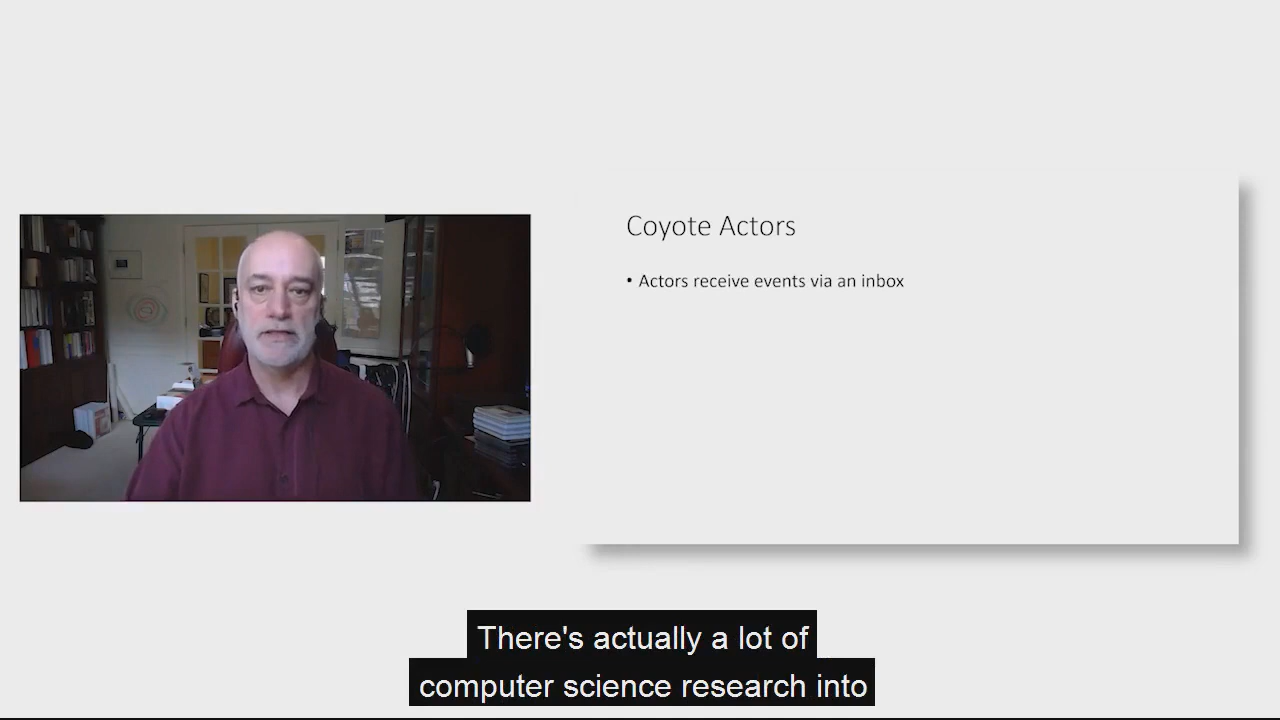 Coyote Actors
• Actors receive events via an inbox
There's actually a lot of
computer science research into